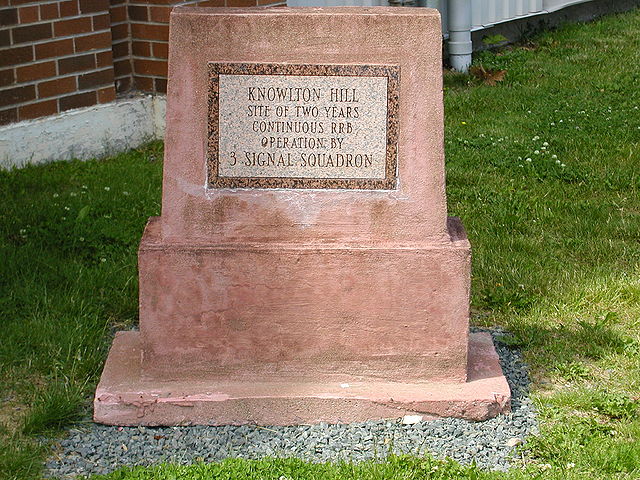 KNOWLTON HILL
SITE OF TWO YEARS
CONTINUOUS RRB
OPERATION BY
3 SIGNAL SQUADRON